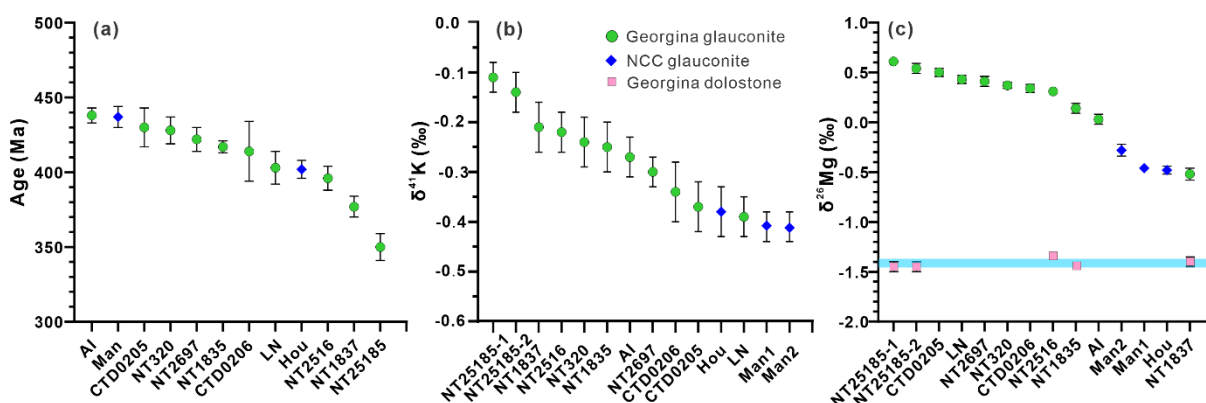 (a)
Age (Ma)
500
450
400
350
300
AI
Man
CTD0205
NT320
NT2697
NT1835
CTD0206
LN
Hou
NT2516
NT1837
NT25185
(b)
Georgina glauconite
NCC glauconite
Georgina dolostone
δ⁴¹K (‰)
0.0
-0.1
-0.2
-0.3
-0.4
-0.5
-0.6
NT25185-1
NT25185-2
NT1837
NT2516
NT320
NT1835
AI
NT2697
CTD0206
CTD0205
Hou
LN
Man1
Man2
(c)
δ²⁶Mg (‰)
1.0
0.5
0.0
-0.5
-1.0
-1.5
-2.0
NT25185-1
NT25185-2
CTD0205
LN
NT2697
NT320
CTD0206
NT2516
NT1835
AI
Man2
Man1
Hou
NT1837